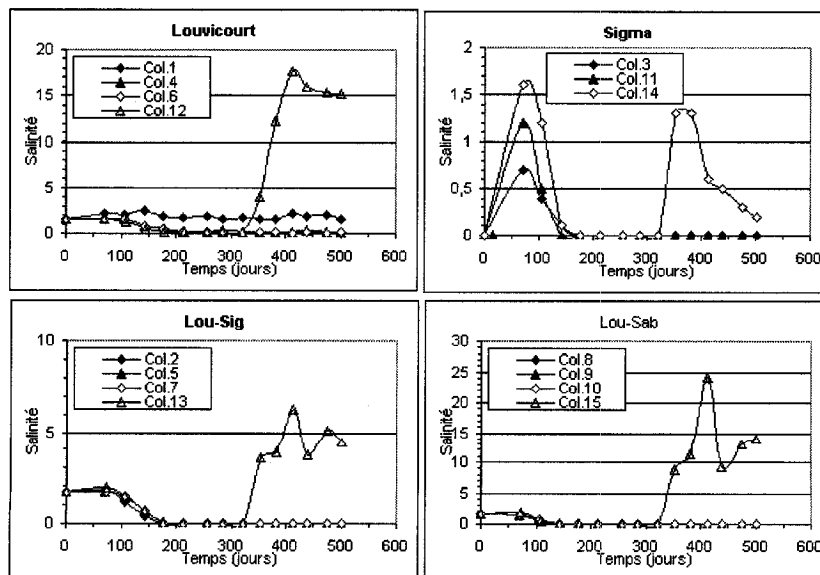 Louvicourt
20
15
10
5
0
Salinité
Col.1
Col.4
Col.6
Col.12
0 100 200 300 400 500 600
Temps (jours)
Sigma
2
1,5
1
0,5
0
Salinité
Col.3
Col.11
Col.14
0 100 200 300 400 500 600
Temps (jours)
Lou-Sig
10
5
0
Salinité
Col.2
Col.5
Col.7
Col.13
0 100 200 300 400 500 600
Temps (jours)
Lou-Sab
30
25
20
15
10
5
0
Salinité
Col.8
Col.9
Col.10
Col.15
0 100 200 300 400 500 600
Temps (jours)